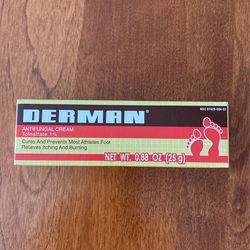 DERMAN®
ANTIFUNGAL CREAM
Tolnaftate 1%
Cures And Prevents Most Athletes Foot
Relieves Itching And Burning
NET WT. 0.88 OZ (25 g)